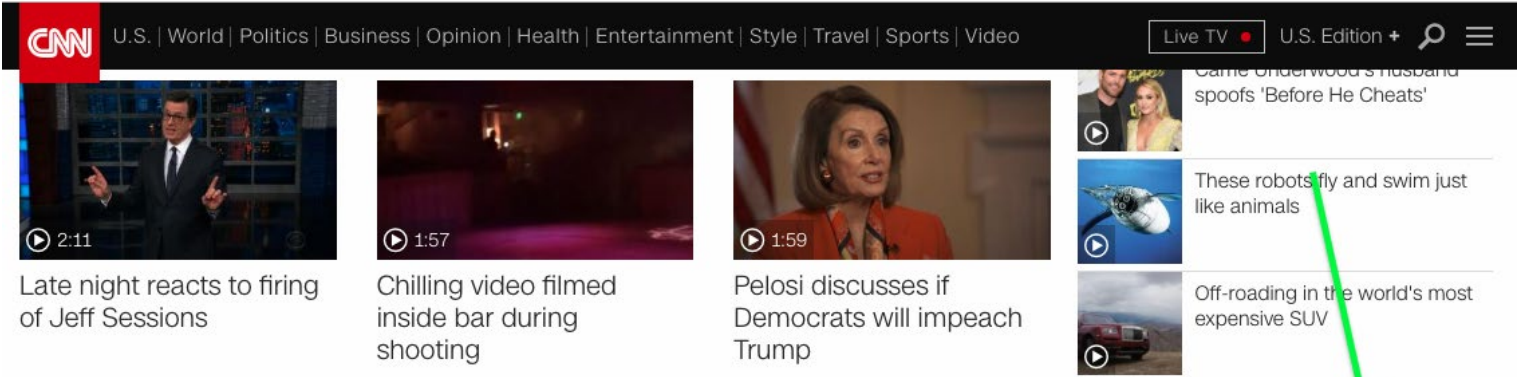 CNN
U.S. | World | Politics | Business | Opinion | Health | Entertainment | Style | Travel | Sports | Video
Live TV
U.S. Edition +
2:11
Late night reacts to firing
of Jeff Sessions
1:57
Chilling video filmed
inside bar during
shooting
1:59
Pelosi discusses if
Democrats will impeach
Trump
Carrie Underwood's husband
spoofs 'Before He Cheats'
These robots fly and swim just
like animals
Off-roading in the world's most
expensive SUV